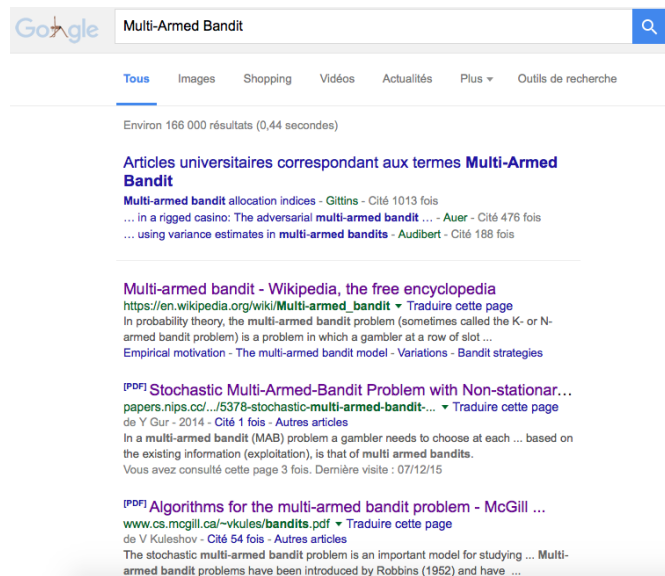 Google
Multi-Armed Bandit
Tous Images Shopping Vidéos Actualités Plus Outils de recherche
Environ 166 000 résultats (0,44 secondes)
Articles universitaires correspondant aux termes Multi-Armed
Bandit
Multi-armed bandit allocation indices - Gittins - Cité 1013 fois
... in a rigged casino: The adversarial multi-armed bandit ... - Auer - Cité 476 fois
... using variance estimates in multi-armed bandits - Audibert - Cité 188 fois
Multi-armed bandit - Wikipedia, the free encyclopedia
https://en.wikipedia.org/wiki/Multi-armed_bandit Traduire cette page
In probability theory, the multi-armed bandit problem (sometimes called the K- or N-
armed bandit problem) is a problem in which a gambler at a row of slot ...
Empirical motivation - The multi-armed bandit model - Variations - Bandit strategies
[PDF] Stochastic Multi-Armed-Bandit Problem with Non-stationar...
papers.nips.cc/.../5378-stochastic-multi-armed-bandit-... Traduire cette page
de Y Gur - 2014 - Cité 1 fois - Autres articles
In a multi-armed bandit (MAB) problem a gambler needs to choose at each ... based on
the existing information (exploitation), is that of multi armed bandits.
Vous avez consulté cette page 3 fois. Dernière visite : 07/12/15
[PDF] Algorithms for the multi-armed bandit problem - McGill ...
www.cs.mcgill.ca/~vkules/bandits.pdf Traduire cette page
de V Kuleshov - Cité 54 fois - Autres articles
The stochastic multi-armed bandit problem is an important model for studying ... Multi-
armed bandit problems have been introduced by Robbins (1952) and have ...